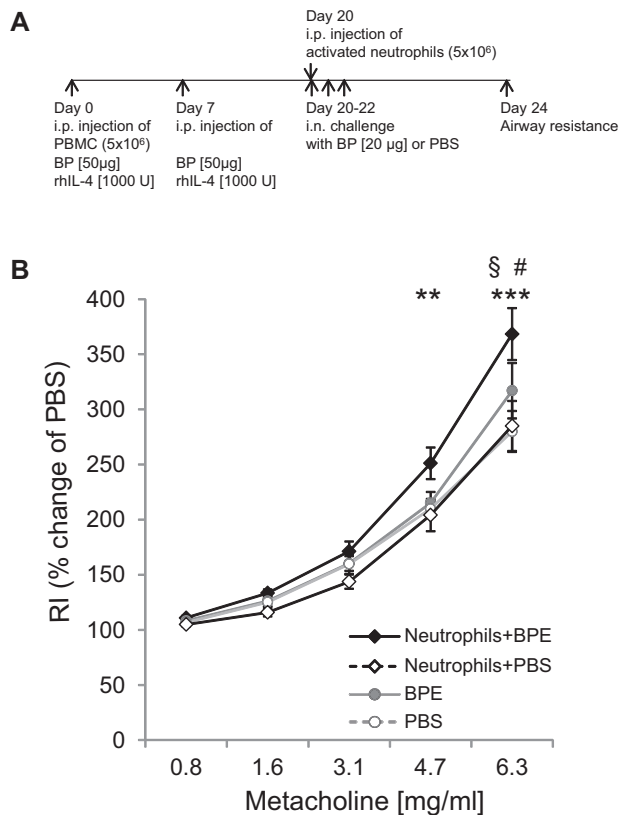 A
Day 20
i.p. injection of
activated neutrophils (5x10⁶)
Day 0
i.p. injection of
PBMC (5x10⁶)
BP [50µg]
rhIL-4 [1000 U]
Day 7
i.p. injection of
BP [50µg]
rhIL-4 [1000 U]
Day 20-22
i.n. challenge
with BP [20 µg] or PBS
Day 24
Airway resistance
B
§ #
** ***
RI (% change of PBS)
400
350
300
250
200
150
100
50
0
Neutrophils+BPE
Neutrophils+PBS
BPE
PBS
0.8 1.6 3.1 4.7 6.3
Metacholine [mg/ml]